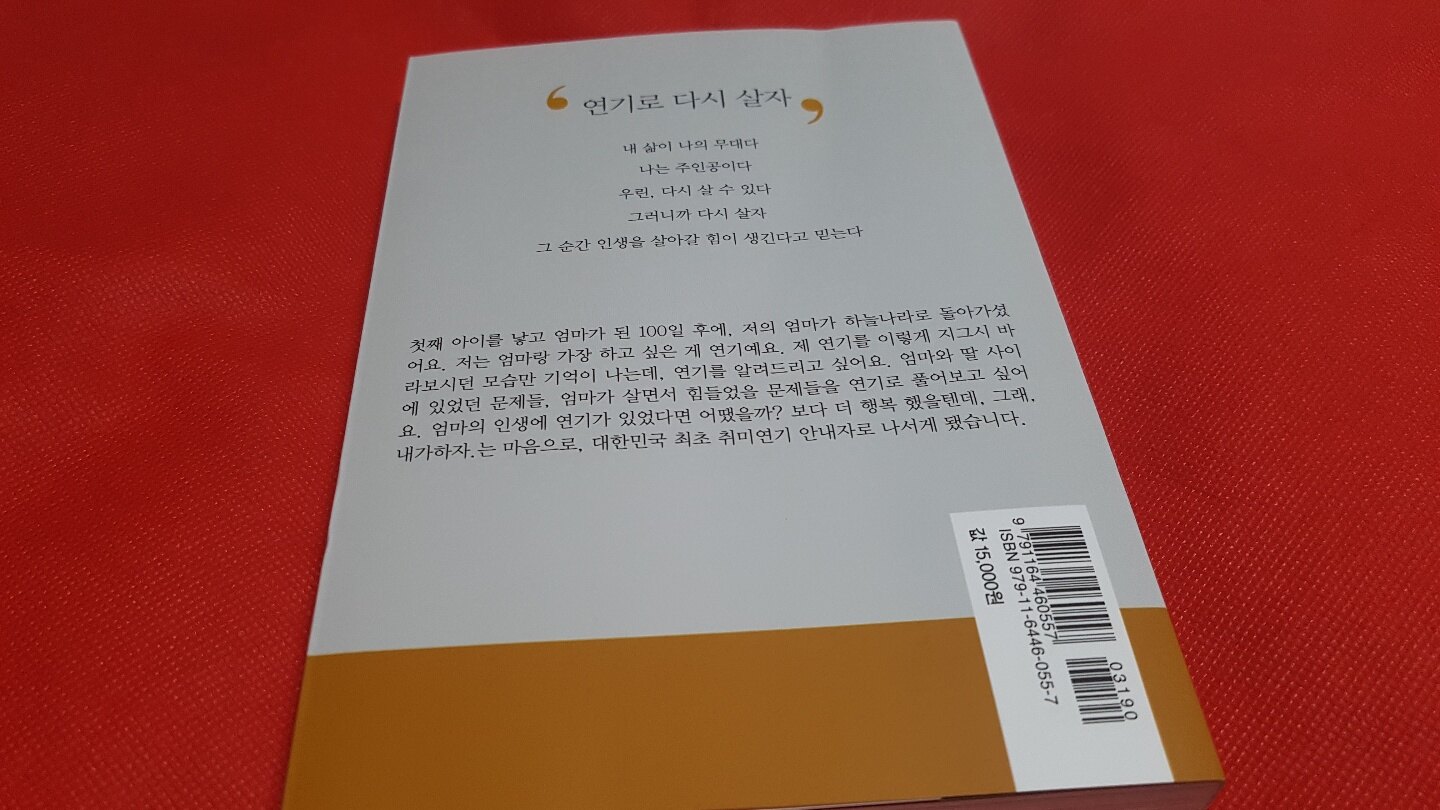 ‘ 연기로 다시 살자 ’
내 삶이 나의 무대다
나는 주인공이다
우린, 다시 살 수 있다
그러니까 다시 살자
그 순간 인생을 살아갈 힘이 생긴다고 믿는다
첫째 아이를 낳고 엄마가 된 100일 후에, 저의 엄마가 하늘나라로 돌아가셨
어요. 저는 엄마랑 가장 하고 싶은 게 연기예요. 제 연기를 이렇게 지그시 바
라보시던 모습만 기억이 나는데, 연기를 알려드리고 싶어요. 엄마와 딸 사이
에 있었던 문제들, 엄마가 살면서 힘들었을 문제들을 연기로 풀어보고 싶어
요. 엄마의 인생에 연기가 있었다면 어땠을까? 보다 더 행복 했을텐데, 그래,
내가하자.는 마음으로, 대한민국 최초 취미연기 안내자로 나서게 됐습니다.
03190
9 791164 460557
ISBN 979-11-6446-055-7
값 15,000원